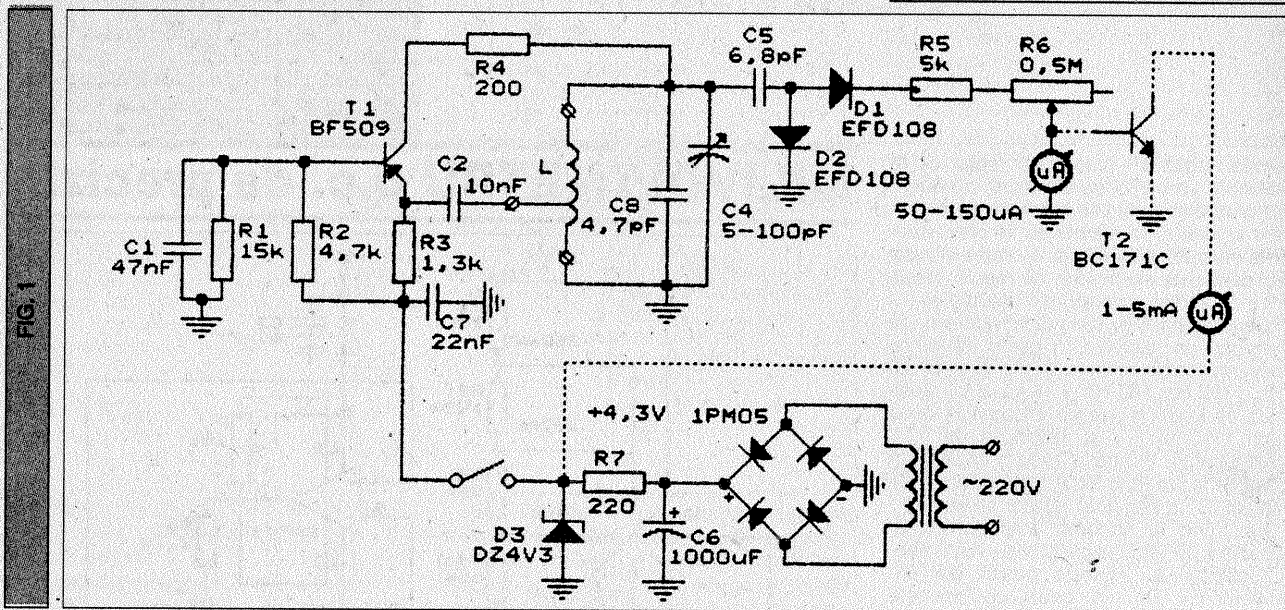 FIG. 1
C5
6,8pF
R5
5k
R6
0,5M
R4
200
T1
BF509
D1
EFD108
D2
EFD108
C2
10nF
L
C8
4,7pF
C4
5-100pF
uA
50-150uA
T2
BC171C
C1
47nF
R1
15k
R2
4,7k
R3
1,3k
C7
22nF
1-5mA
uA
+4,3V
1PM05
R7
220
+
-
~220V
+
D3
DZ4V3
C6
1000uF